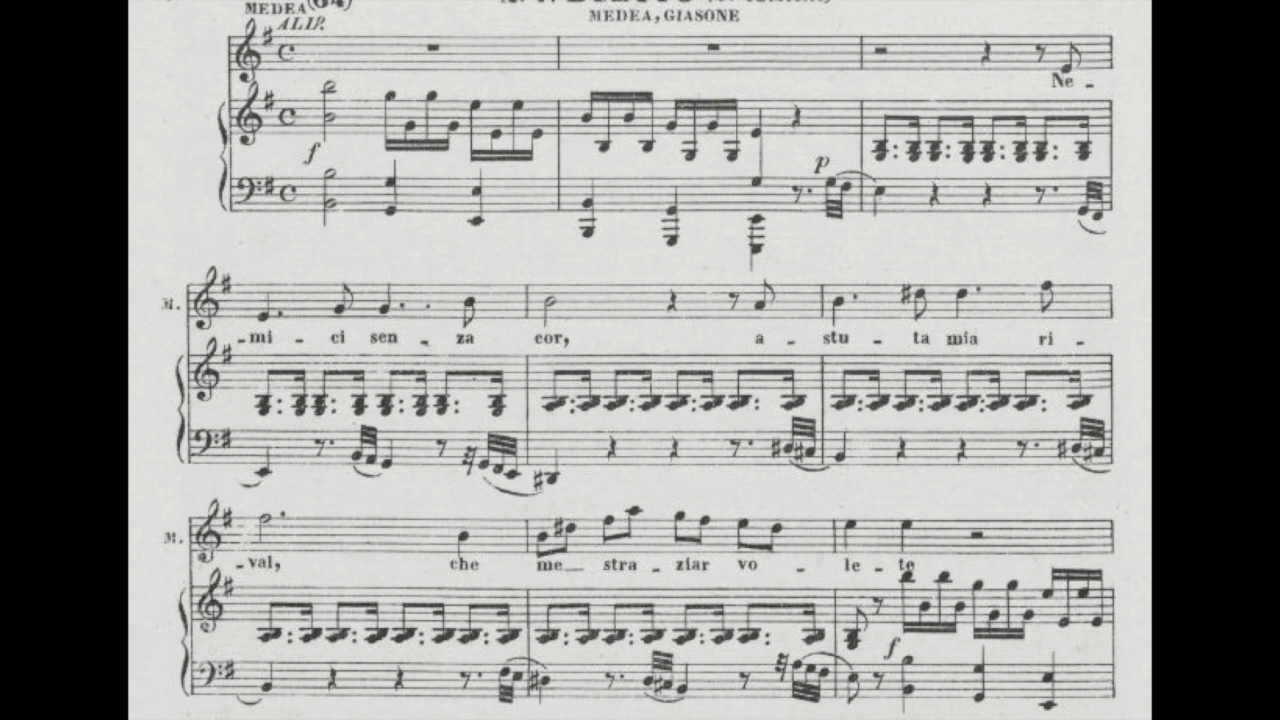 MEDEA (64)
MEDEA, GIASONE
f
p
Ne -
M.
- mi - ci sen - za cor, a - stu - ta mia ri -
M.
- val, che me stra - ziar vo - le - te
f